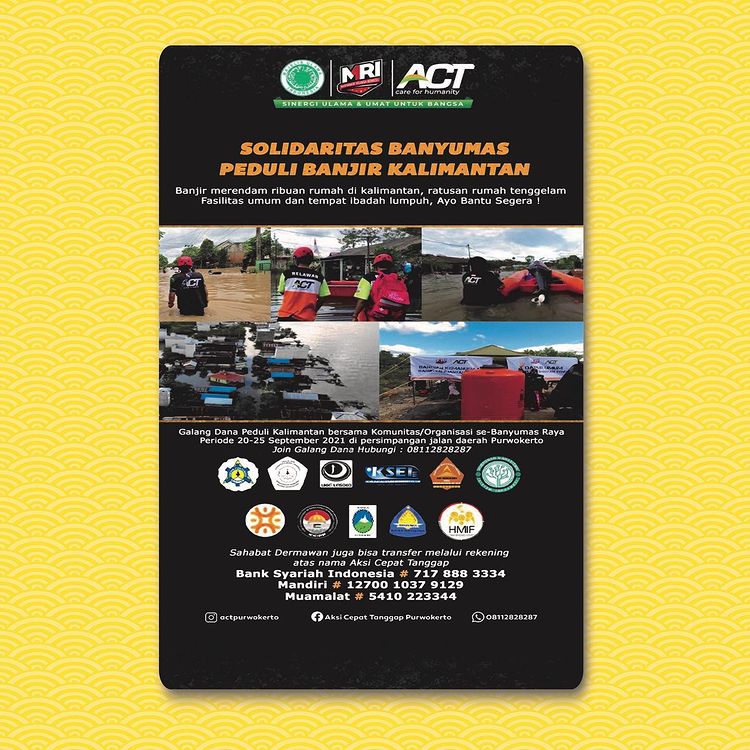 MRI
ACT
care for humanity
SINERGI ULAMA & UMAT UNTUK BANGSA
SOLIDARITAS BANYUMAS
PEDULI BANJIR KALIMANTAN
Banjir merendam ribuan rumah di kalimantan, ratusan rumah tenggelam
Fasilitas umum dan tempat ibadah lumpuh, Ayo Bantu Segera !
RELAWAN
ACT
ACT
ACT
Galang Dana Peduli Kalimantan bersama Komunitas/Organisasi se-Banyumas Raya
Periode 20-25 September 2021 di persimpangan jalan daerah Purwokerto
Join Galang Dana Hubungi : 08112828287
KSEI
HMIF
Sahabat Dermawan juga bisa transfer melalui rekening
atas nama Aksi Cepat Tanggap
Bank Syariah Indonesia # 717 888 3334
Mandiri # 12700 1037 9129
Muamalat # 5410 223344
actpurwokerto Aksi Cepat Tanggap Purwokerto 08112828287